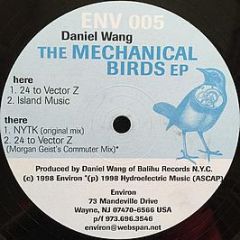 ENV 005
Daniel Wang
THE MECHANICAL
BIRDS EP
here
1. 24 to Vector Z
2. Island Music
there
1. NYTK (original mix)
2. 24 to Vector Z
(Morgan Geist's Commuter Mix)*
Produced by Daniel Wang of Balihu Records N.Y.C.
(c) 1998 Environ *(p) 1998 Hydroelectric Music (ASCAP)
Environ
73 Mandeville Drive
Wayne, NJ 07470-6566 USA
p/f 973.696.3546
environ@webspan.net